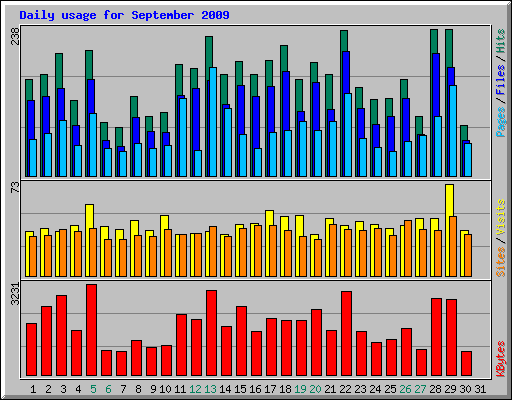 Daily usage for September 2009
238
Pages / Files / Hits
73
Sites / Visits
3231
KBytes
1 2 3 4 5 6 7 8 9 10 11 12 13 14 15 16 17 18 19 20 21 22 23 24 25 26 27 28 29 30 31